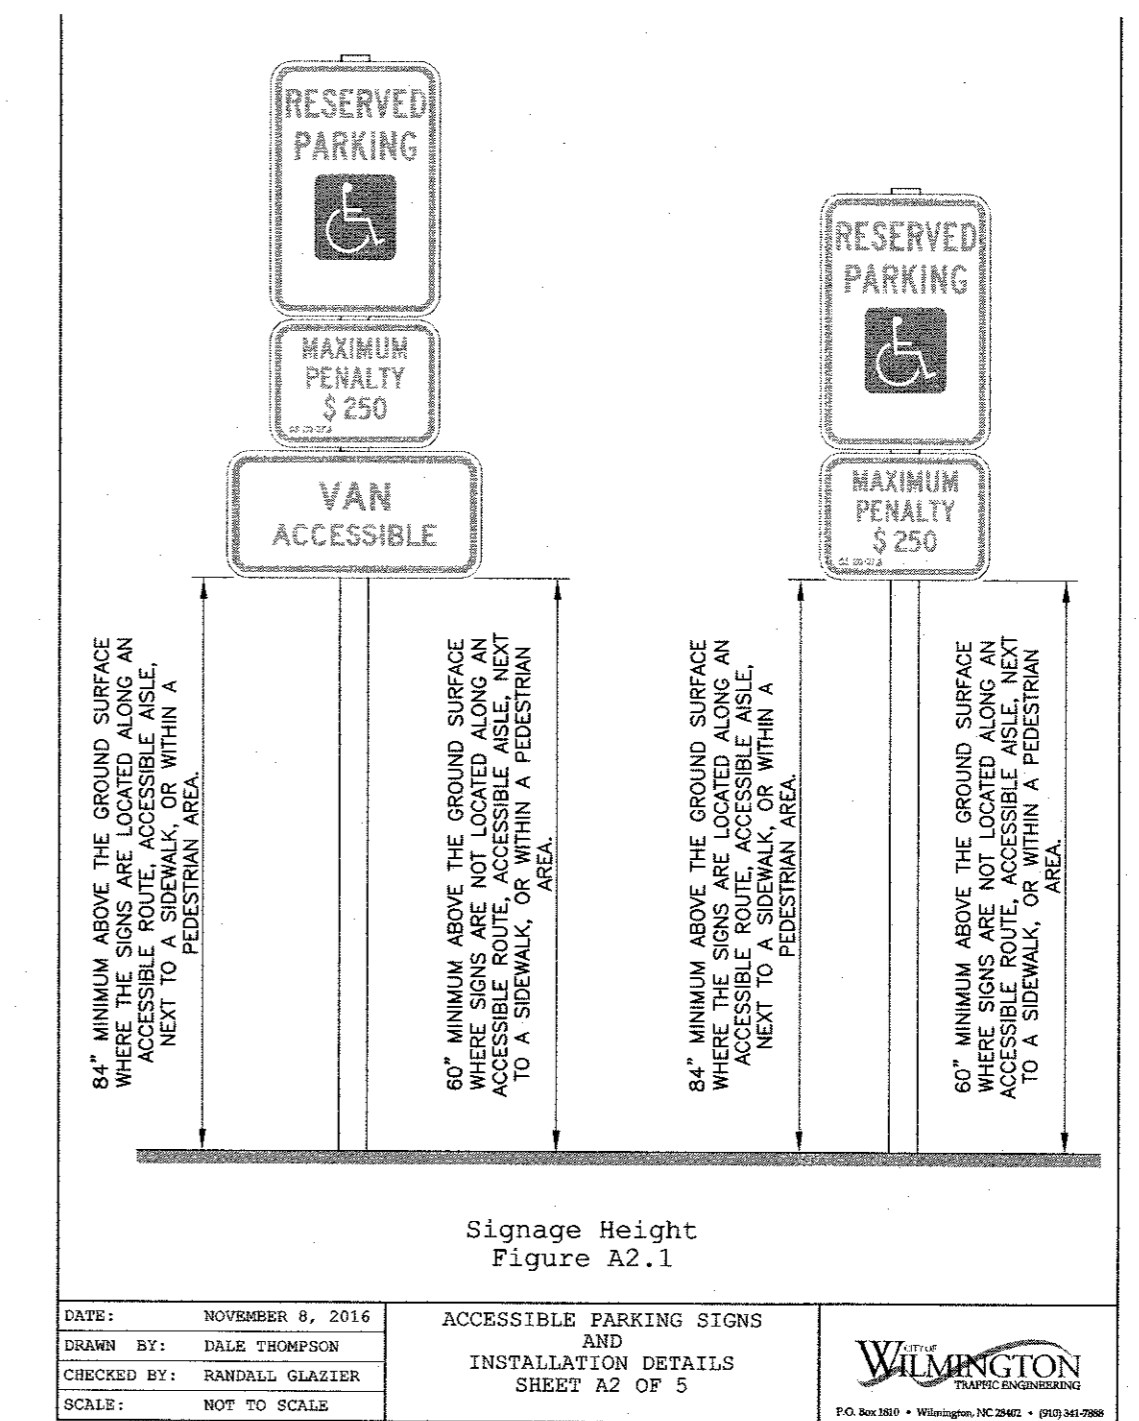 RESERVED
PARKING
MAXIMUM
PENALTY
$ 250
VAN
ACCESSIBLE
RESERVED
PARKING
MAXIMUM
PENALTY
$ 250
84" MINIMUM ABOVE THE GROUND SURFACE
WHERE THE SIGNS ARE LOCATED ALONG AN
ACCESSIBLE ROUTE, ACCESSIBLE AISLE,
NEXT TO A SIDEWALK, OR WITHIN A
PEDESTRIAN AREA.
60" MINIMUM ABOVE THE GROUND SURFACE
WHERE SIGNS ARE NOT LOCATED ALONG AN
ACCESSIBLE ROUTE, ACCESSIBLE AISLE, NEXT
TO A SIDEWALK, OR WITHIN A PEDESTRIAN
AREA.
84" MINIMUM ABOVE THE GROUND SURFACE
WHERE THE SIGNS ARE LOCATED ALONG AN
ACCESSIBLE ROUTE, ACCESSIBLE AISLE,
NEXT TO A SIDEWALK, OR WITHIN A
PEDESTRIAN AREA.
60" MINIMUM ABOVE THE GROUND SURFACE
WHERE SIGNS ARE NOT LOCATED ALONG AN
ACCESSIBLE ROUTE, ACCESSIBLE AISLE, NEXT
TO A SIDEWALK, OR WITHIN A PEDESTRIAN
AREA.
Signage Height
Figure A2.1
DATE: NOVEMBER 8, 2016
DRAWN BY: DALE THOMPSON
CHECKED BY: RANDALL GLAZIER
SCALE: NOT TO SCALE
ACCESSIBLE PARKING SIGNS
AND
INSTALLATION DETAILS
SHEET A2 OF 5
CITY OF
WILMINGTON
TRAFFIC ENGINEERING
P.O. Box 1810 • Wilmington, NC 28402 • (910) 341-7888